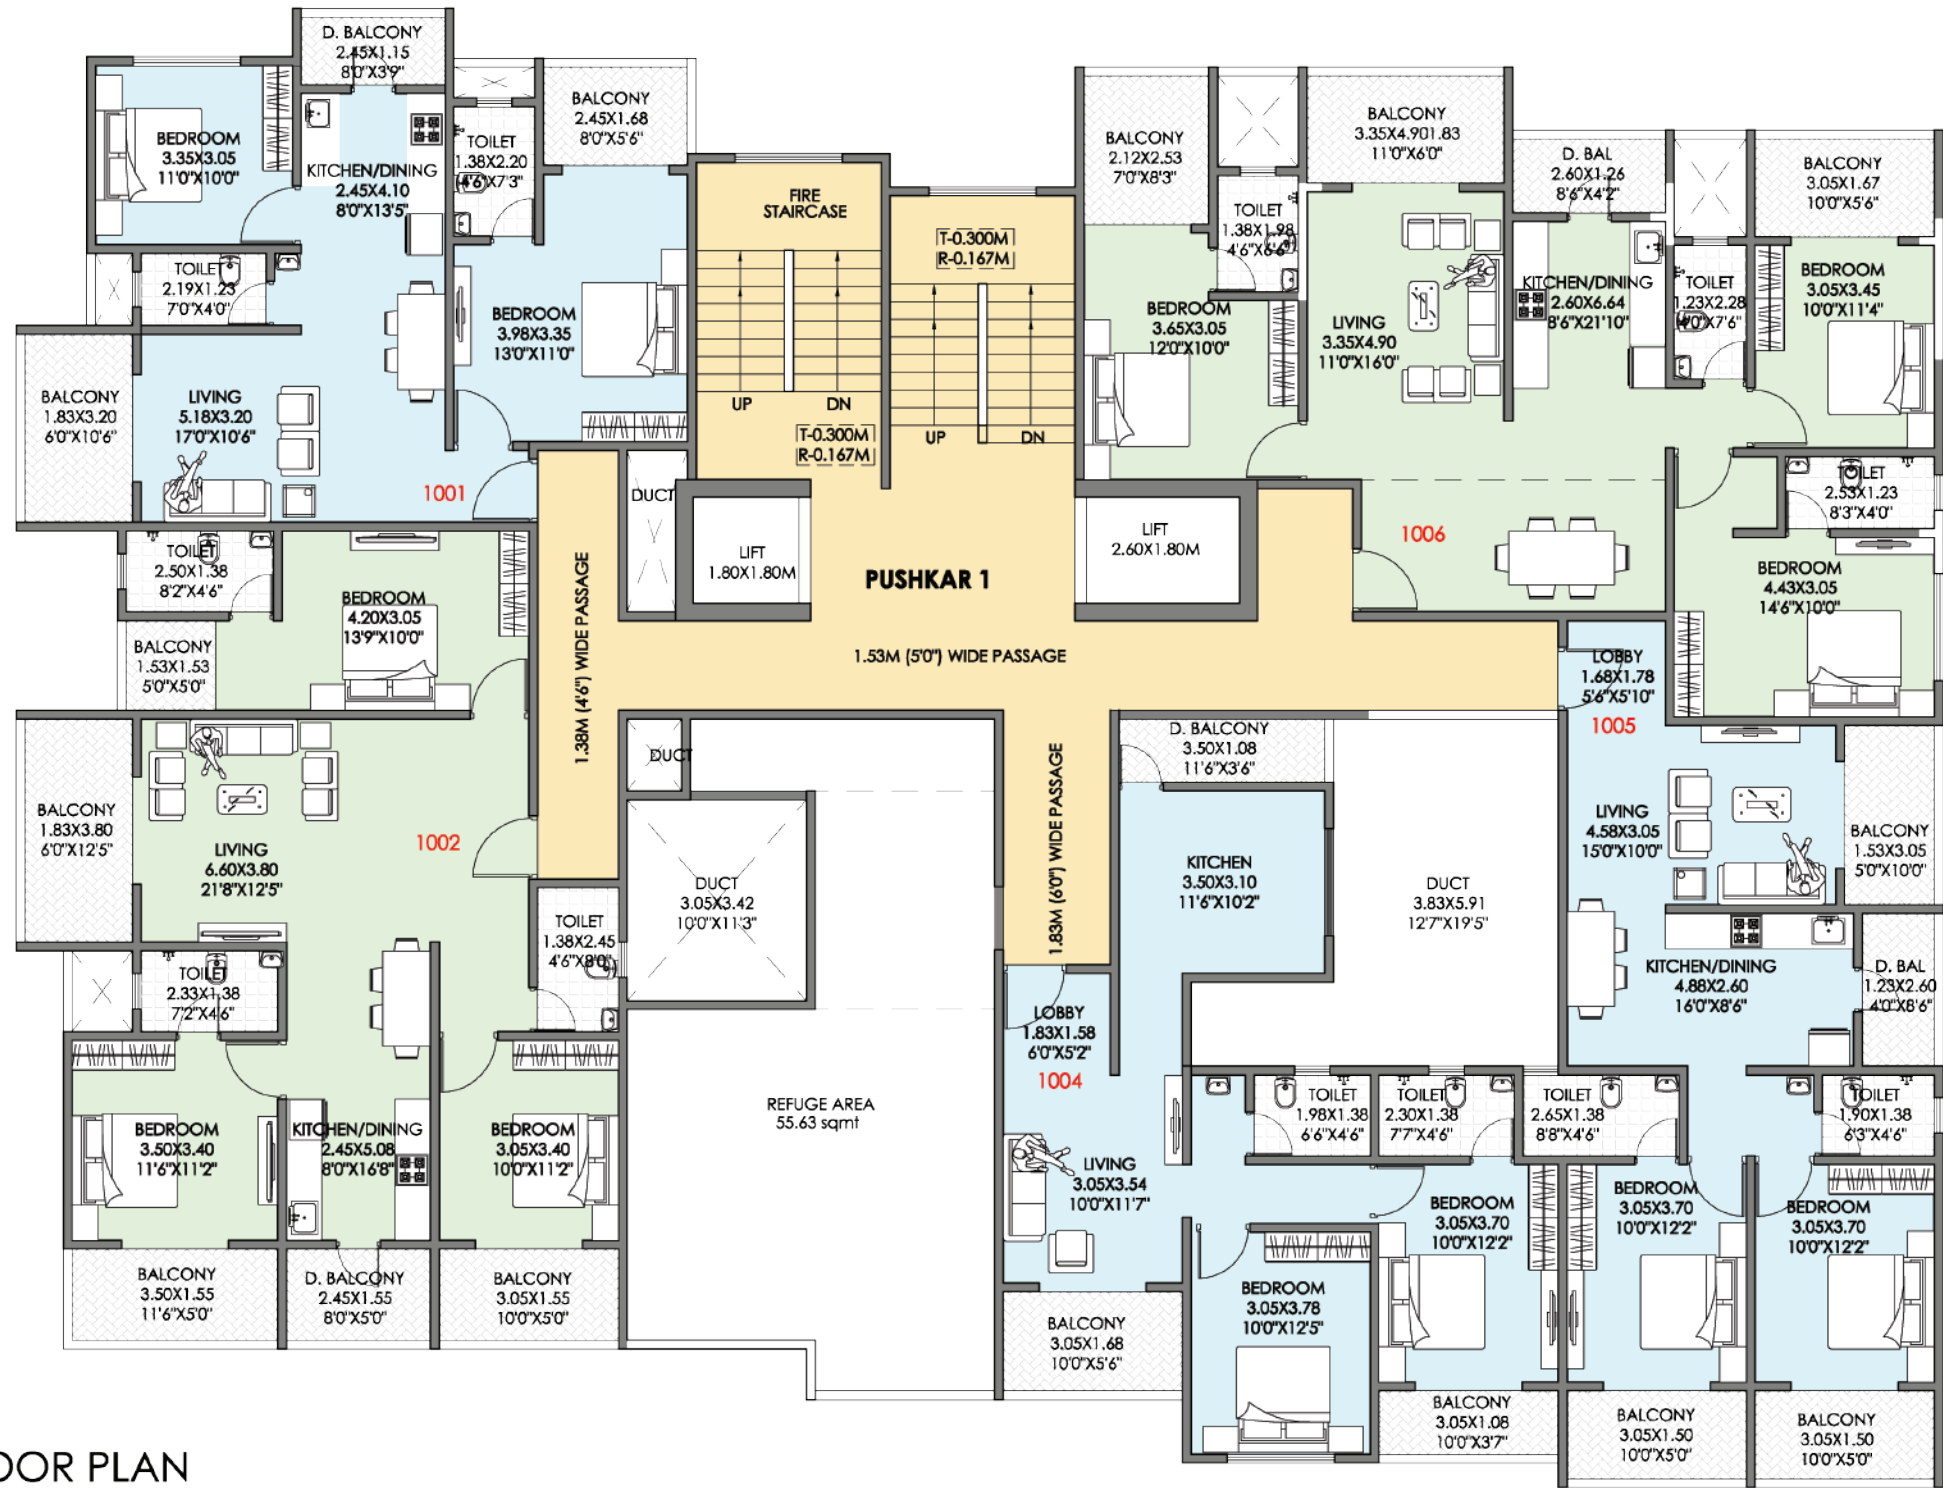 D. BALCONY
2.45X1.15
8'0"X3'9"
BEDROOM
3.35X3.05
11'0"X10'0"
KITCHEN/DINING
2.45X4.10
8'0"X13'5"
TOILET
1.38X2.20
4'6"X7'3"
BALCONY
2.45X1.68
8'0"X5'6"
TOILET
2.19X1.23
7'0"X4'0"
BEDROOM
3.98X3.35
13'0"X11'0"
BALCONY
1.83X3.20
6'0"X10'6"
LIVING
5.18X3.20
17'0"X10'6"
1001
FIRE
STAIRCASE
UP
DN
T-0.300M
R-0.167M
T-0.300M
R-0.167M
UP
DN
DUCT
LIFT
1.80X1.80M
PUSHKAR 1
LIFT
2.60X1.80M
BALCONY
2.12X2.53
7'0"X8'3"
TOILET
1.38X1.98
4'6"X6'6"
BALCONY
3.35X4.901.83
11'0"X6'0"
D. BAL
2.60X1.26
8'6"X4'2"
BALCONY
3.05X1.67
10'0"X5'6"
BEDROOM
3.65X3.05
12'0"X10'0"
LIVING
3.35X4.90
11'0"X16'0"
KITCHEN/DINING
2.60X6.64
8'6"X21'10"
TOILET
1.23X2.28
4'0"X7'6"
BEDROOM
3.05X3.45
10'0"X11'4"
TOILET
2.53X1.23
8'3"X4'0"
1006
BEDROOM
4.43X3.05
14'6"X10'0"
TOILET
2.50X1.38
8'2"X4'6"
BEDROOM
4.20X3.05
13'9"X10'0"
BALCONY
1.53X1.53
5'0"X5'0"
1.38M (4'6") WIDE PASSAGE
1.53M (5'0") WIDE PASSAGE
LOBBY
1.68X1.78
5'6"X5'10"
1005
BALCONY
1.83X3.80
6'0"X12'5"
LIVING
6.60X3.80
21'8"X12'5"
1002
DUCT
DUCT
3.05X3.42
10'0"X11'3"
1.83M (6'0") WIDE PASSAGE
D. BALCONY
3.50X1.08
11'6"X3'6"
KITCHEN
3.50X3.10
11'6"X10'2"
DUCT
3.83X5.91
12'7"X19'5"
LIVING
4.58X3.05
15'0"X10'0"
BALCONY
1.53X3.05
5'0"X10'0"
TOILET
1.38X2.45
4'6"X8'0"
TOILET
2.33X1.38
7'2"X4'6"
KITCHEN/DINING
4.88X2.60
16'0"X8'6"
D. BAL
1.23X2.60
4'0"X8'6"
LOBBY
1.83X1.58
6'0"X5'2"
1004
REFUGE AREA
55.63 sqmt
BEDROOM
3.50X3.40
11'6"X11'2"
KITCHEN/DINING
2.45X5.08
8'0"X16'8"
BEDROOM
3.05X3.40
10'0"X11'2"
TOILET
1.98X1.38
6'6"X4'6"
TOILET
2.30X1.38
7'7"X4'6"
TOILET
2.65X1.38
8'8"X4'6"
TOILET
1.90X1.38
6'3"X4'6"
LIVING
3.05X3.54
10'0"X11'7"
BEDROOM
3.05X3.70
10'0"X12'2"
BEDROOM
3.05X3.70
10'0"X12'2"
BEDROOM
3.05X3.70
10'0"X12'2"
BALCONY
3.50X1.55
11'6"X5'0"
D. BALCONY
2.45X1.55
8'0"X5'0"
BALCONY
3.05X1.55
10'0"X5'0"
BEDROOM
3.05X3.78
10'0"X12'5"
BALCONY
3.05X1.68
10'0"X5'6"
BALCONY
3.05X1.08
10'0"X3'7"
BALCONY
3.05X1.50
10'0"X5'0"
BALCONY
3.05X1.50
10'0"X5'0"
OOR PLAN